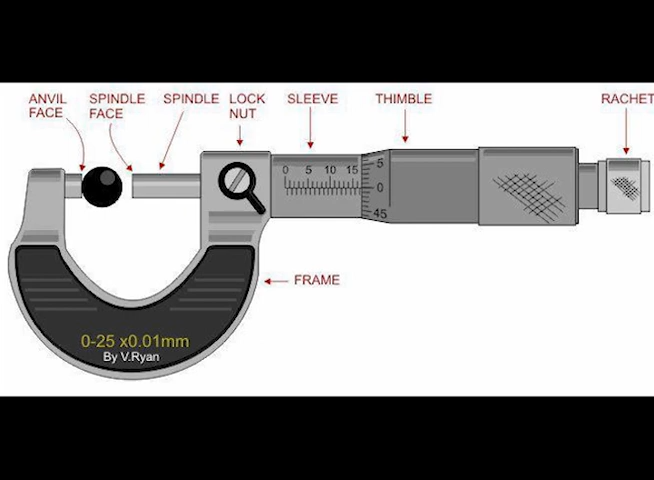 ANVIL FACE
SPINDLE FACE
SPINDLE
LOCK NUT
SLEEVE
THIMBLE
RACHET
0 5 10 15
5
0
45
FRAME
0-25 x0.01mm
By V.Ryan